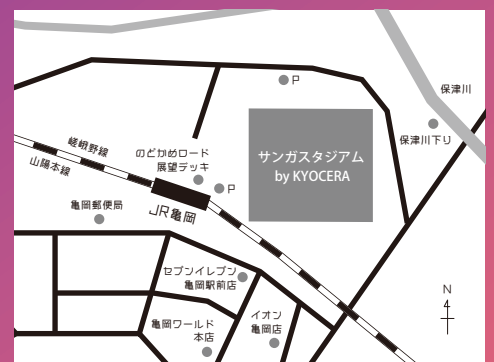 P
保津川
保津川下り
サンガスタジアム
by KYOCERA
嵯峨野線
山陽本線
のどかめロード
展望デッキ
P
JR亀岡
亀岡郵便局
セブンイレブン
亀岡駅前店
亀岡ワールド
本店
イオン
亀岡店
N